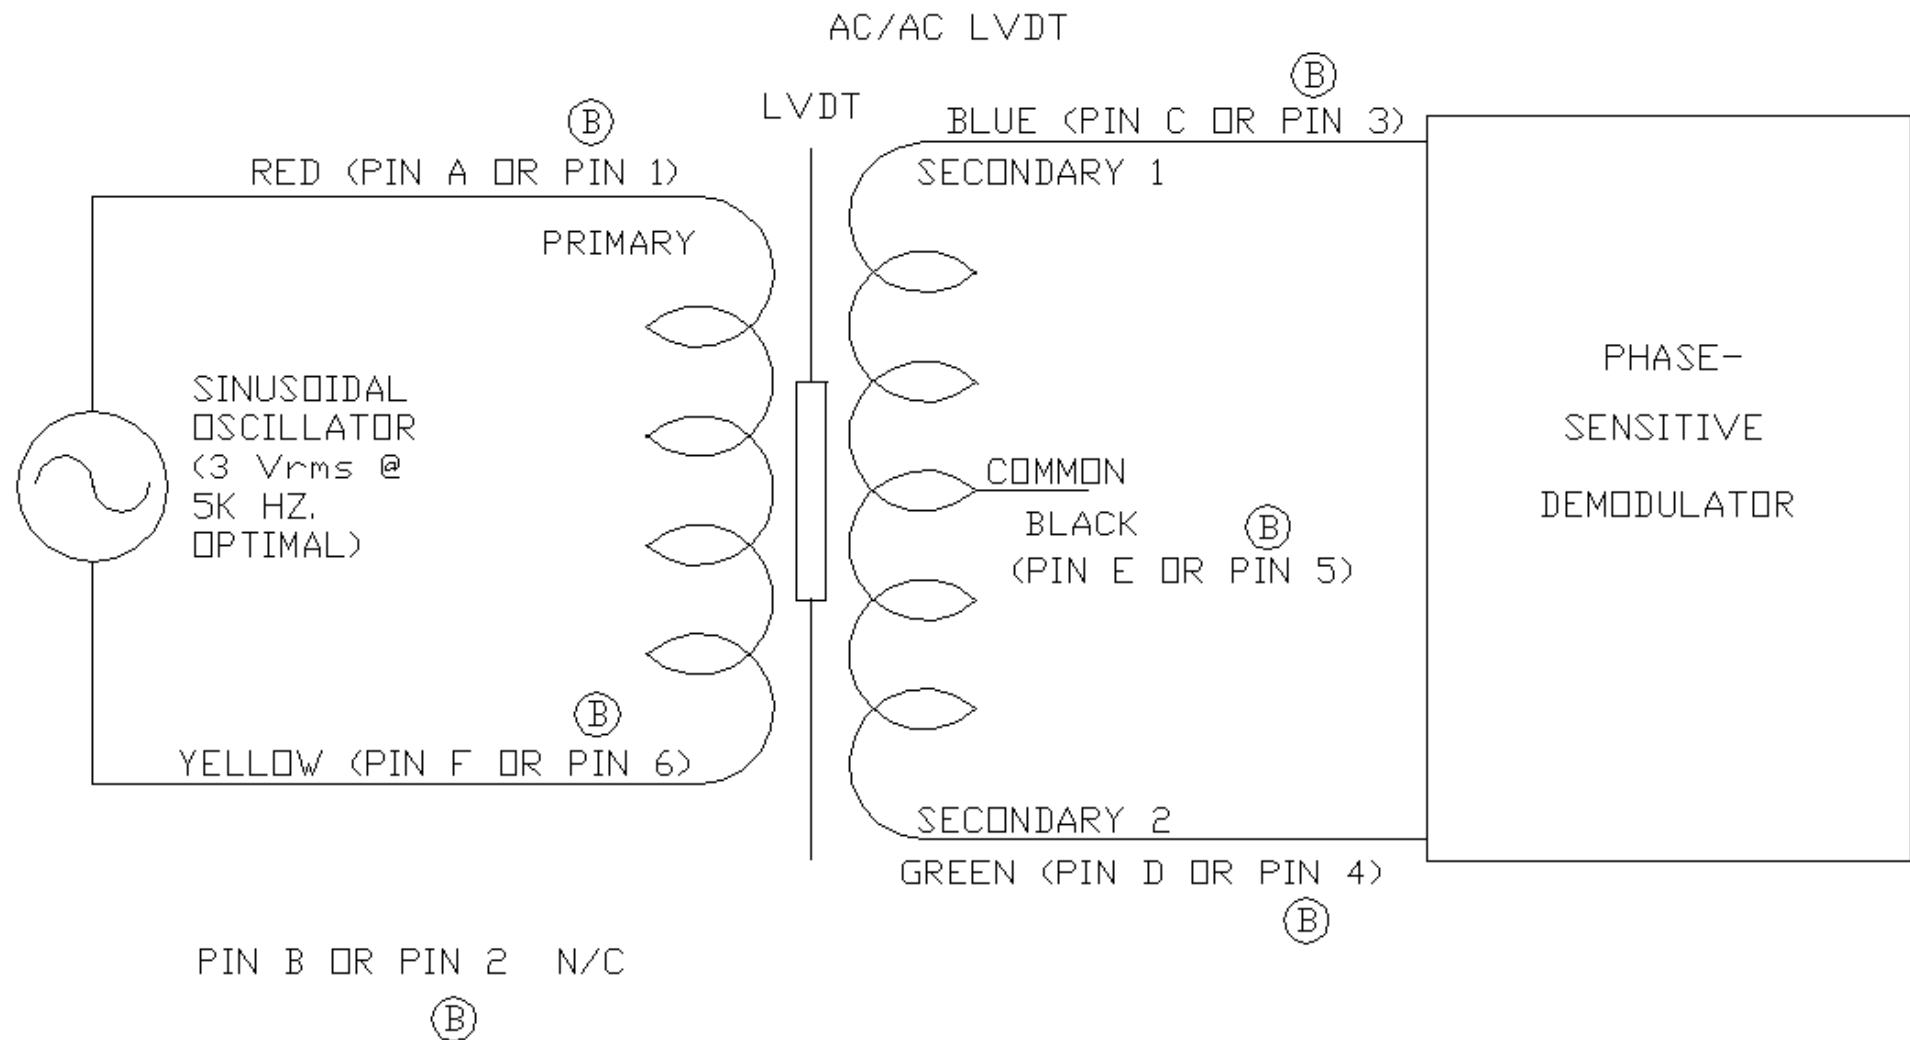 AC/AC LVDT
LVDT
B
RED (PIN A OR PIN 1)
PRIMARY
SINUSOIDAL
OSCILLATOR
(3 Vrms @
5K HZ.
OPTIMAL)
B
YELLOW (PIN F OR PIN 6)
B
BLUE (PIN C OR PIN 3)
SECONDARY 1
COMMON
BLACK
B
(PIN E OR PIN 5)
SECONDARY 2
GREEN (PIN D OR PIN 4)
B
PHASE-
SENSITIVE
DEMODULATOR
PIN B OR PIN 2 N/C
B